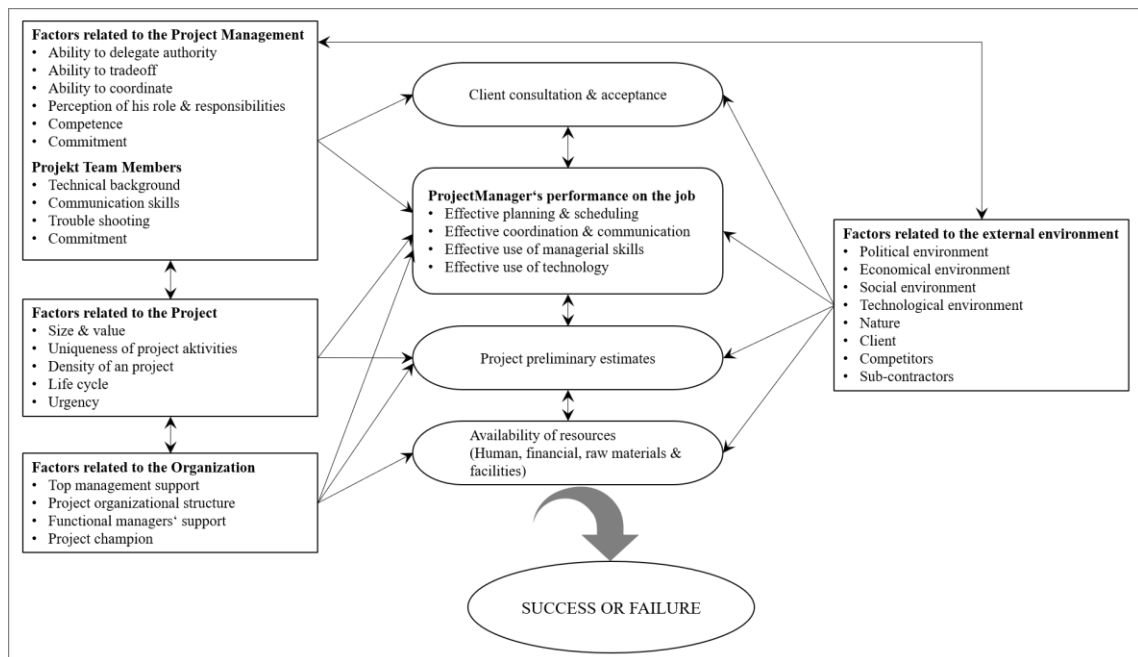 Factors related to the Project Management
• Ability to delegate authority
• Ability to tradeoff
• Ability to coordinate
• Perception of his role & responsibilities
• Competence
• Commitment
Projekt Team Members
• Technical background
• Communication skills
• Trouble shooting
• Commitment
Factors related to the Project
• Size & value
• Uniqueness of project aktivities
• Density of an project
• Life cycle
• Urgency
Factors related to the Organization
• Top management support
• Project organizational structure
• Functional managers‘ support
• Project champion
Client consultation & acceptance
ProjectManager‘s performance on the job
• Effective planning & scheduling
• Effective coordination & communication
• Effective use of managerial skills
• Effective use of technology
Project preliminary estimates
Availability of resources
(Human, financial, raw materials &
facilities)
SUCCESS OR FAILURE
Factors related to the external environment
• Political environment
• Economical environment
• Social environment
• Technological environment
• Nature
• Client
• Competitors
• Sub-contractors